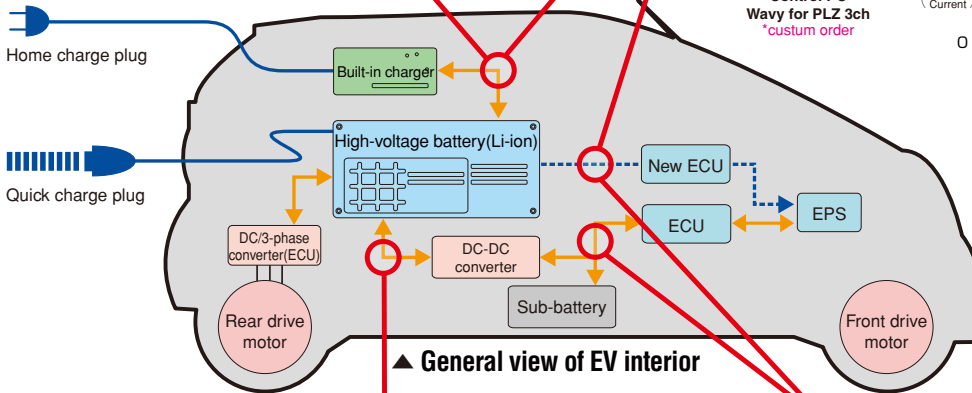 Control PC
Wavy for PLZ 3ch
*custum order
Current
O
Home charge plug
Built-in charger
High-voltage battery(Li-ion)
Quick charge plug
New ECU
ECU
EPS
DC/3-phase
converter(ECU)
DC-DC
converter
Sub-battery
Rear drive
motor
Front drive
motor
▲ General view of EV interior